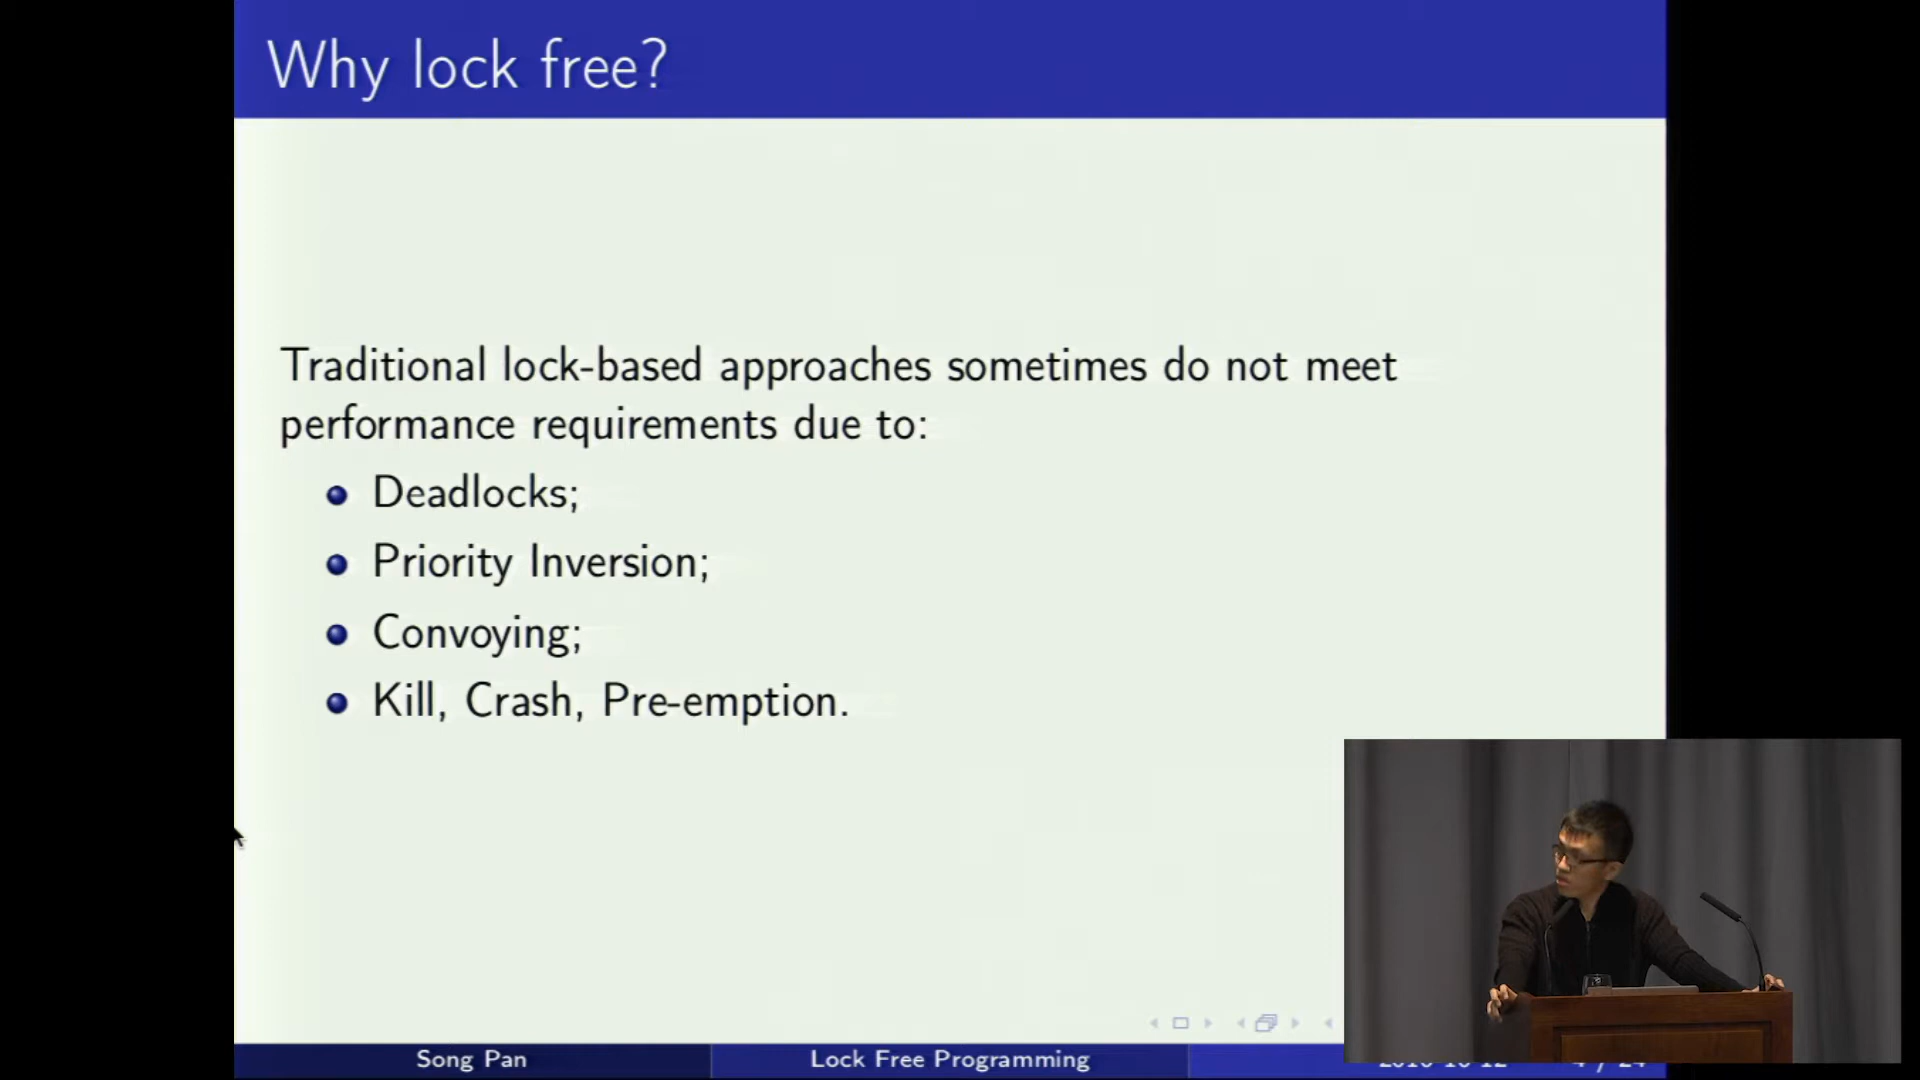 Why lock free?
Traditional lock-based approaches sometimes do not meet
performance requirements due to:
Deadlocks;
Priority Inversion;
Convoying;
Kill, Crash, Pre-emption.
Song Pan
Lock Free Programming